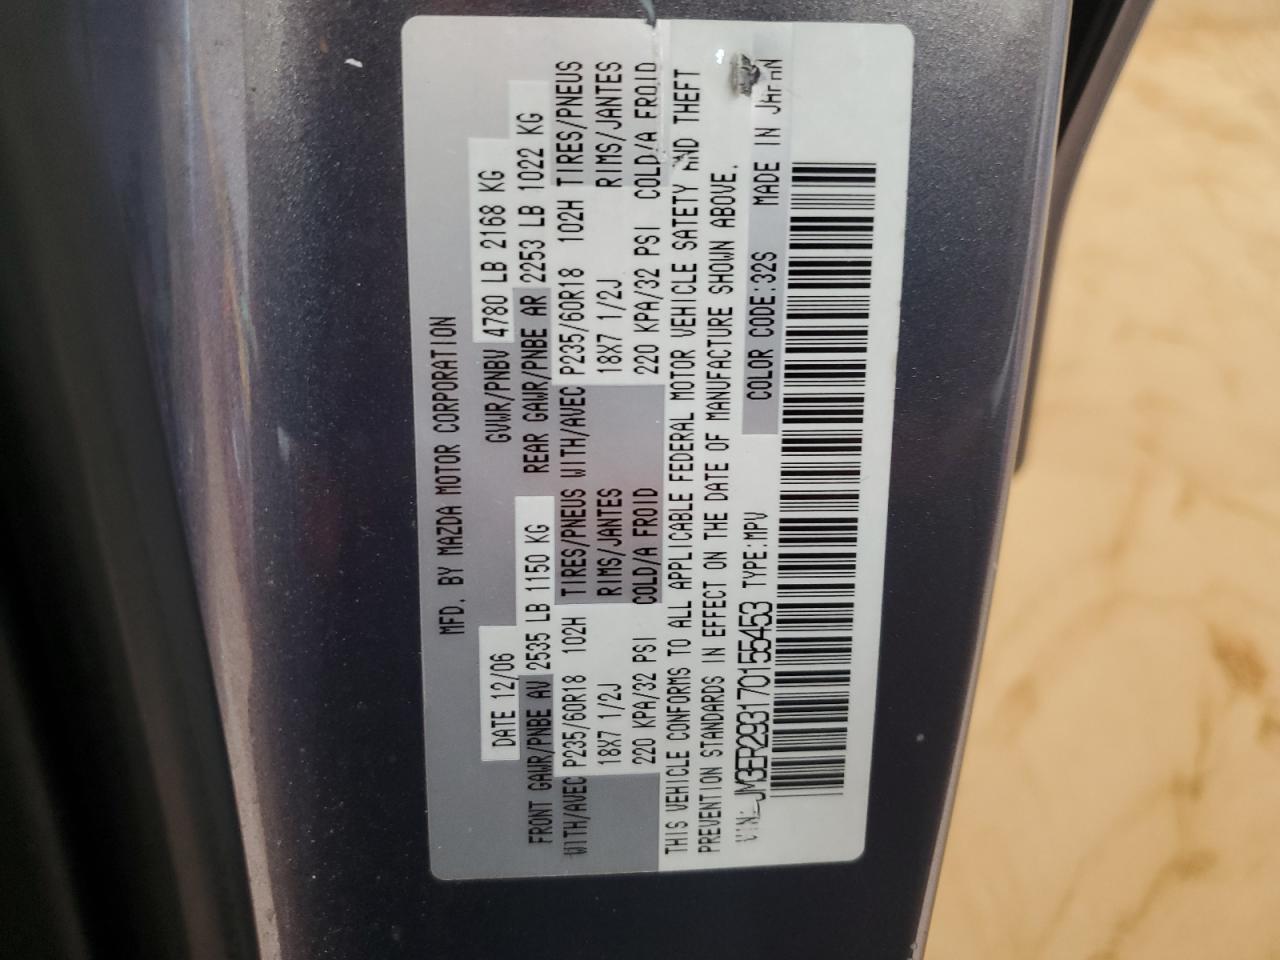 MFD. BY MAZDA MOTOR CORPORATION
DATE 12/06 GVWR/PNBV 4780 LB 2168 KG
FRONT GAWR/PNBE AV 2535 LB 1150 KG REAR GAWR/PNBE AR 2253 LB 1022 KG
WITH/AVEC P235/60R18 102H TIRES/PNEUS WITH/AVEC P235/60R18 102H TIRES/PNEUS
18X7 1/2J RIMS/JANTES 18X7 1/2J RIMS/JANTES
220 KPA/32 PSI COLD/A FROID 220 KPA/32 PSI COLD/A FROID
THIS VEHICLE CONFORMS TO ALL APPLICABLE FEDERAL MOTOR VEHICLE SATETY AND THEFT
PREVENTION STANDARDS IN EFFECT ON THE DATE OF MANUFACTURE SHOWN ABOVE.
VIN: JM3ER293170155453 TYPE:MPV COLOR CODE:32S MADE IN JAPAN